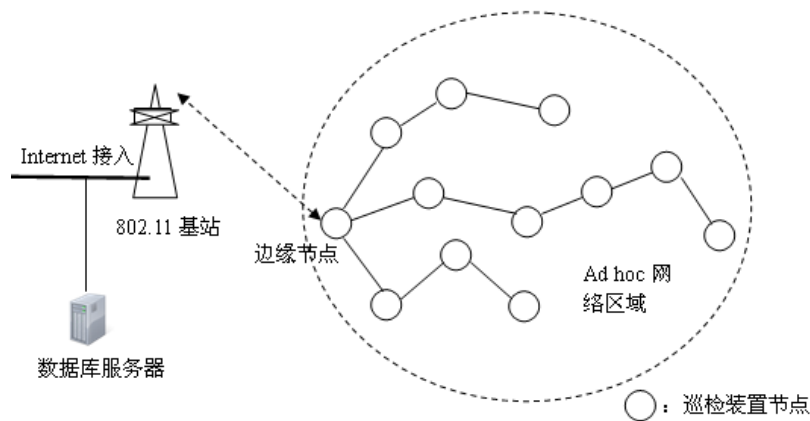 Internet 接入
802.11 基站
边缘节点
Ad hoc 网
络区域
数据库服务器
：巡检装置节点